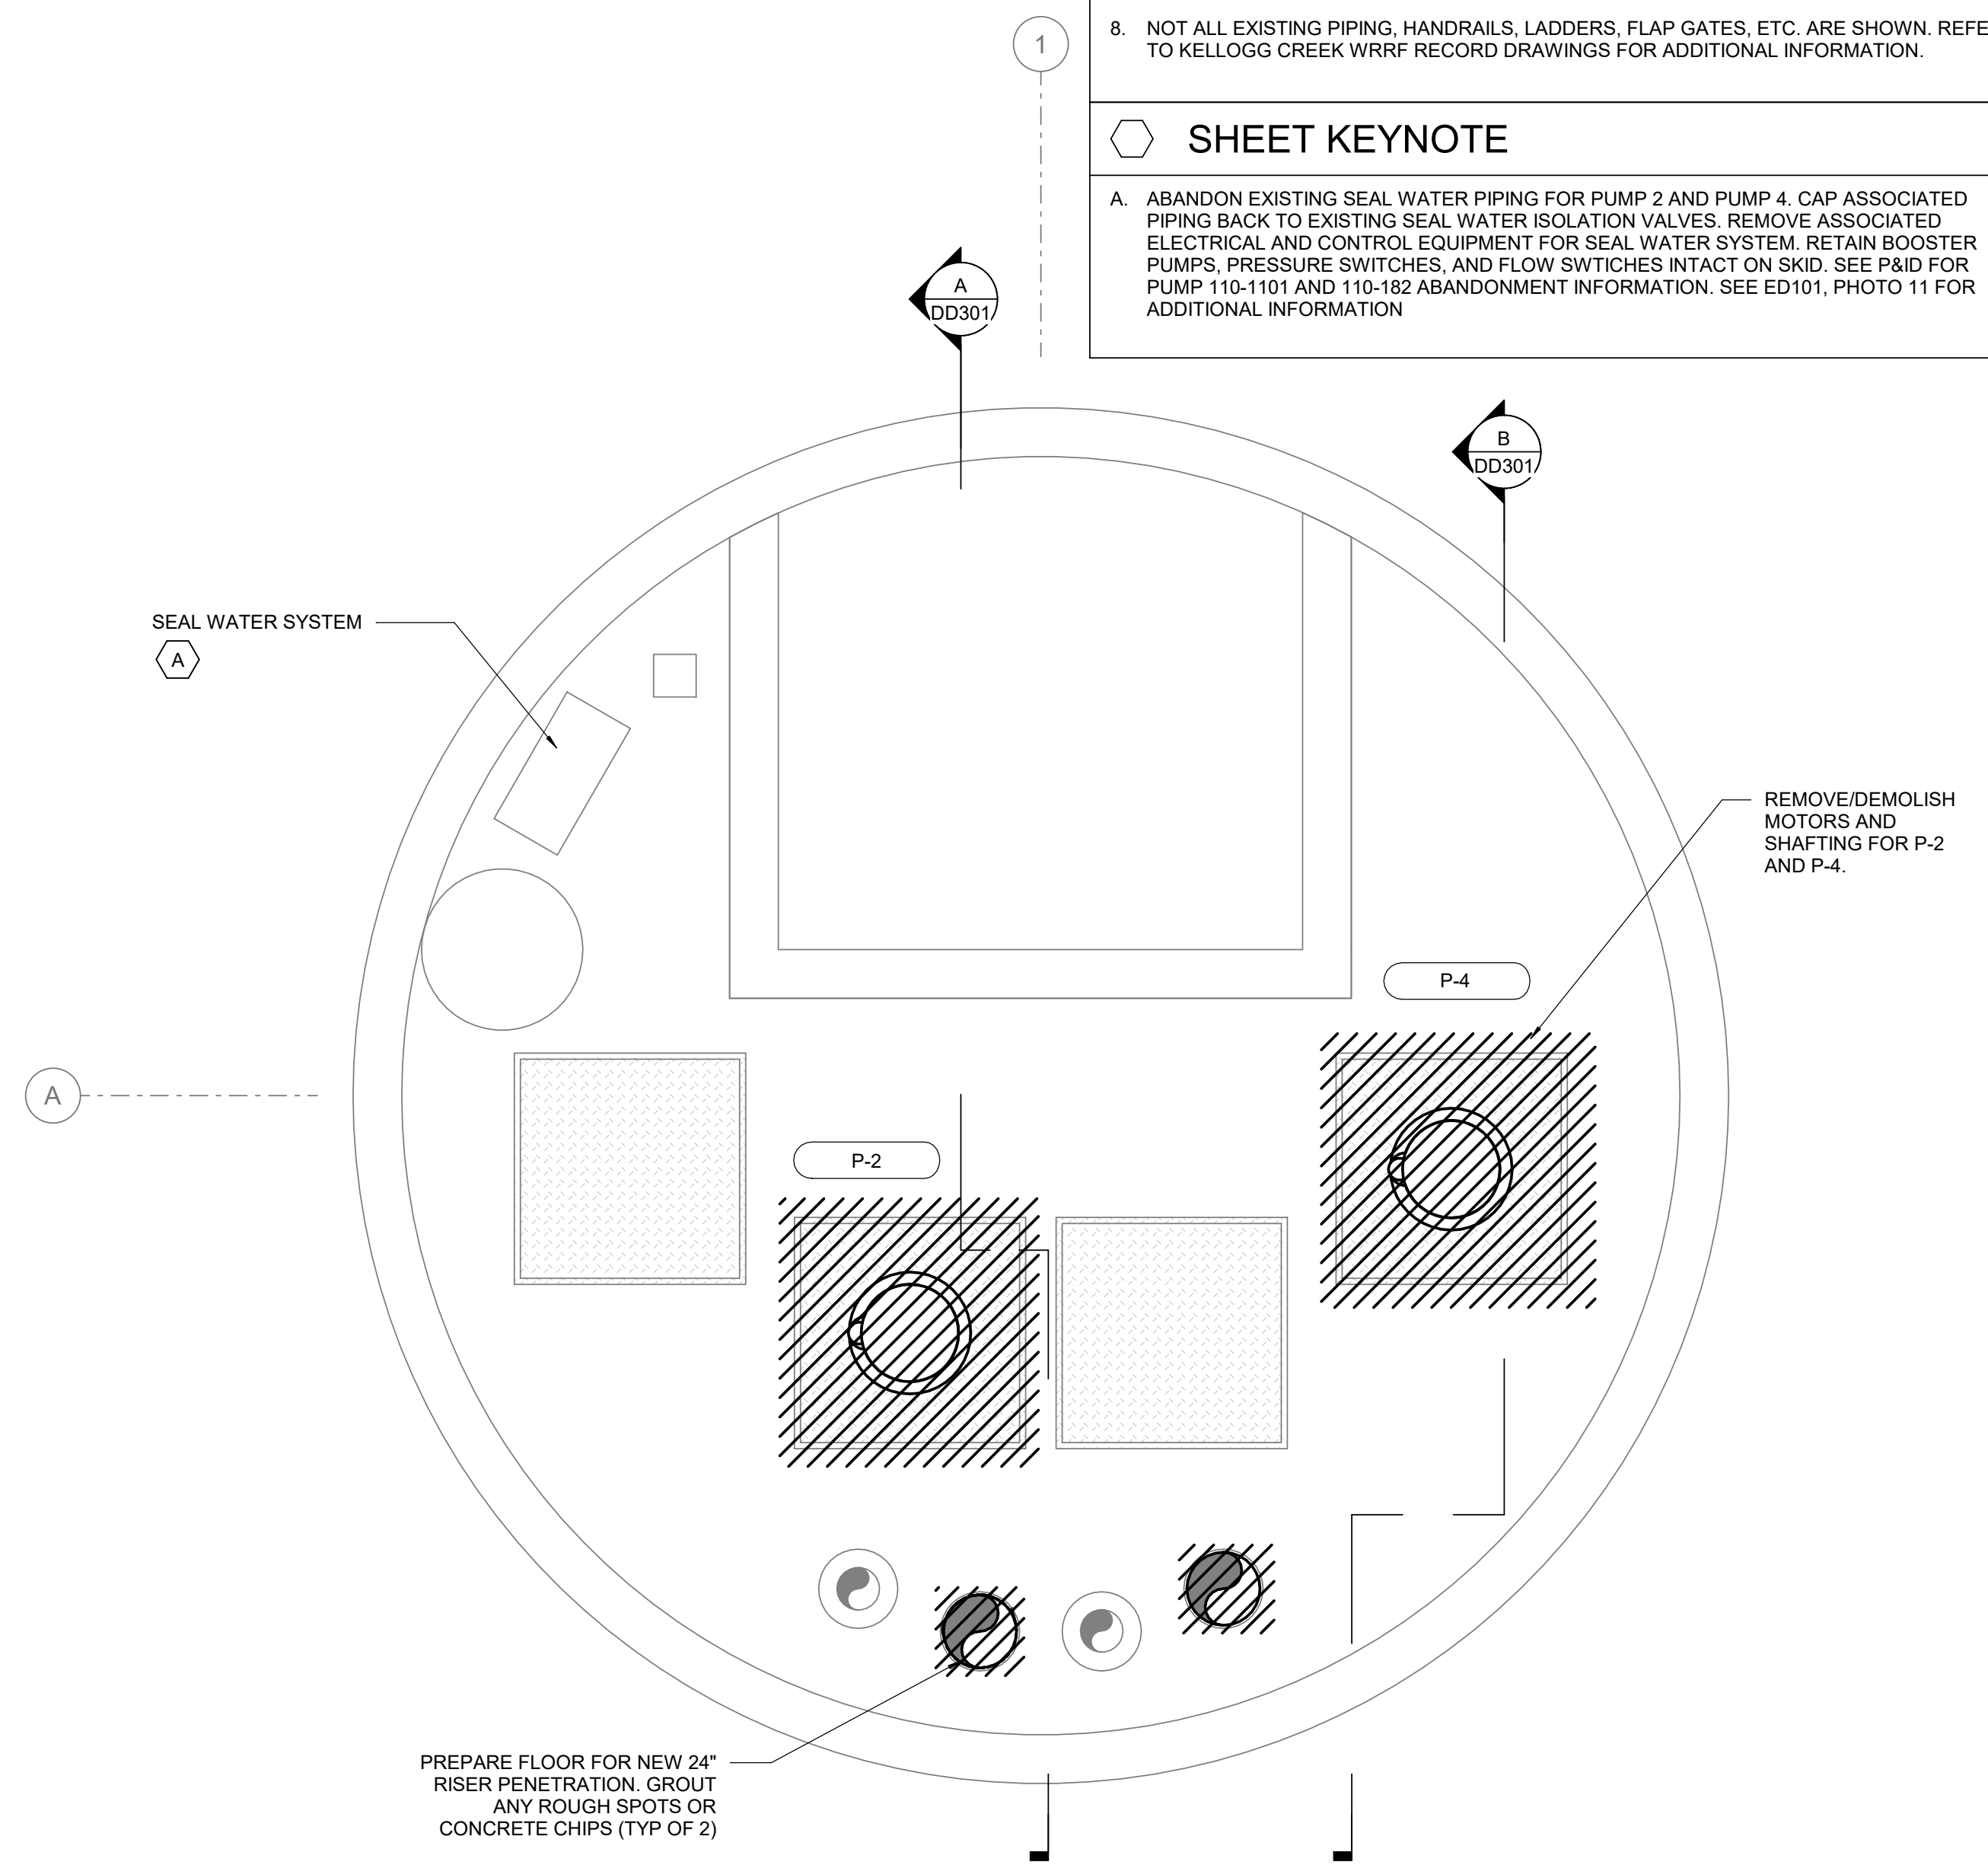 1
8. NOT ALL EXISTING PIPING, HANDRAILS, LADDERS, FLAP GATES, ETC. ARE SHOWN. REFE
TO KELLOGG CREEK WRRF RECORD DRAWINGS FOR ADDITIONAL INFORMATION.
SHEET KEYNOTE
A. ABANDON EXISTING SEAL WATER PIPING FOR PUMP 2 AND PUMP 4. CAP ASSOCIATED
PIPING BACK TO EXISTING SEAL WATER ISOLATION VALVES. REMOVE ASSOCIATED
ELECTRICAL AND CONTROL EQUIPMENT FOR SEAL WATER SYSTEM. RETAIN BOOSTER
PUMPS, PRESSURE SWITCHES, AND FLOW SWTICHES INTACT ON SKID. SEE P&ID FOR
PUMP 110-1101 AND 110-182 ABANDONMENT INFORMATION. SEE ED101, PHOTO 11 FOR
ADDITIONAL INFORMATION
A
DD301
B
DD301
SEAL WATER SYSTEM
A
REMOVE/DEMOLISH
MOTORS AND
SHAFTING FOR P-2
AND P-4.
P-4
A
P-2
PREPARE FLOOR FOR NEW 24"
RISER PENETRATION. GROUT
ANY ROUGH SPOTS OR
CONCRETE CHIPS (TYP OF 2)